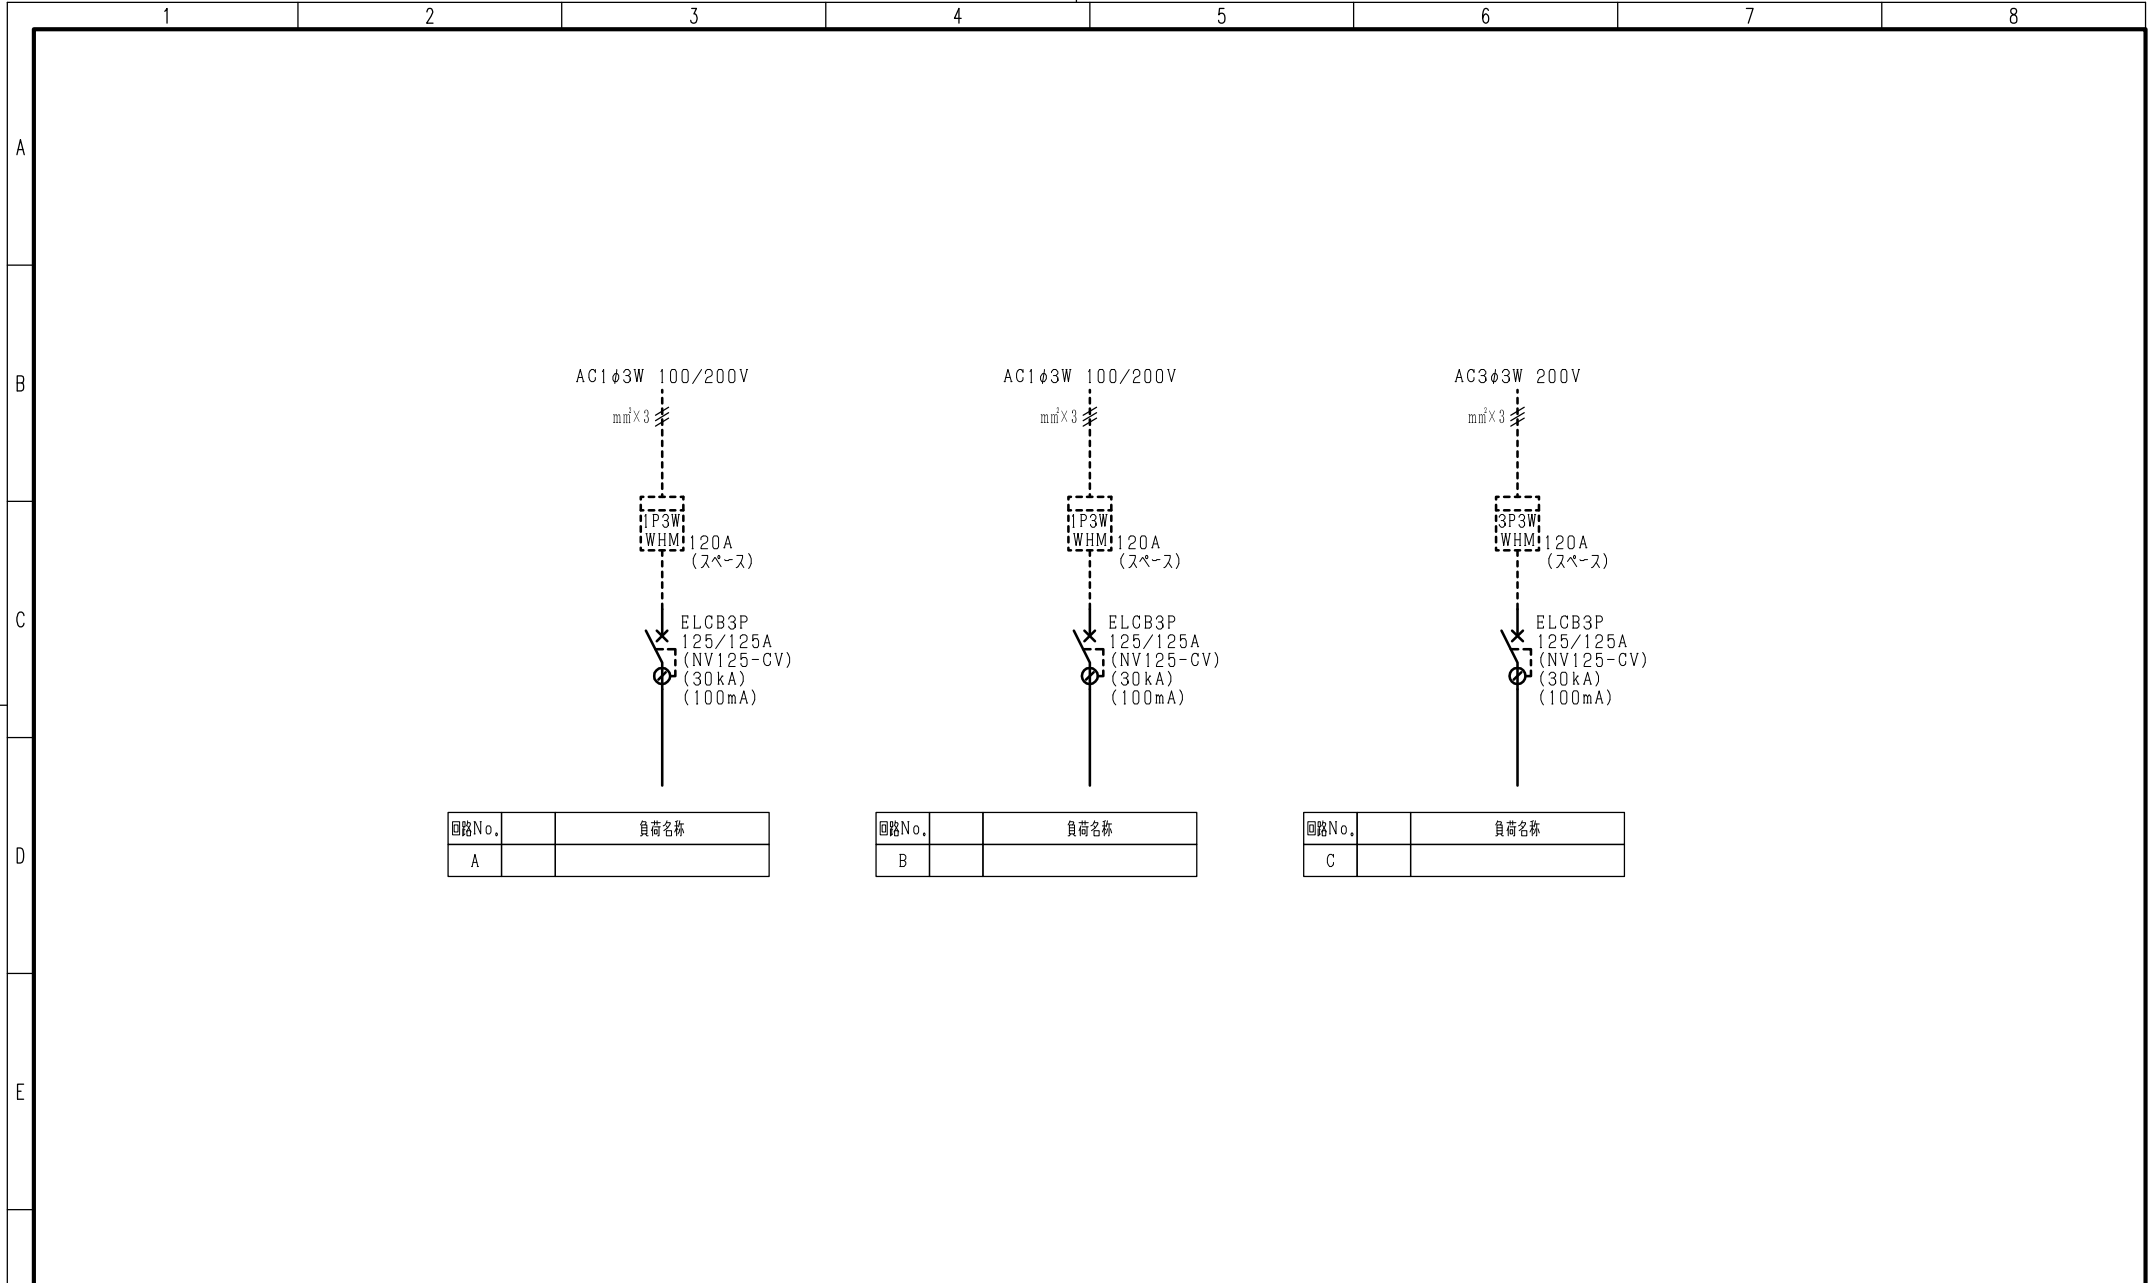 1 2 3 4 5 6 7 8
A
B
C
D
E
AC1φ3W 100/200V
mm²×3
1P3W
WHM
120A
(スペース)
ELCB3P
125/125A
(NV125-CV)
(30kA)
(100mA)
回路No. 負荷名称
A
AC1φ3W 100/200V
mm²×3
1P3W
WHM
120A
(スペース)
ELCB3P
125/125A
(NV125-CV)
(30kA)
(100mA)
回路No. 負荷名称
B
AC3φ3W 200V
mm²×3
3P3W
WHM
120A
(スペース)
ELCB3P
125/125A
(NV125-CV)
(30kA)
(100mA)
回路No. 負荷名称
C